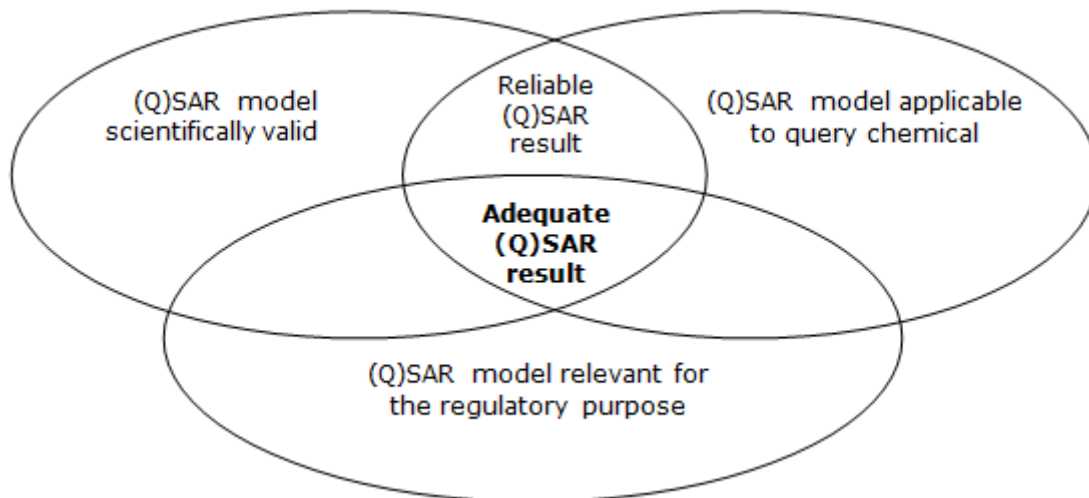 (Q)SAR model
scientifically valid
Reliable
(Q)SAR
result
(Q)SAR model applicable
to query chemical
Adequate
(Q)SAR
result
(Q)SAR model relevant for
the regulatory purpose